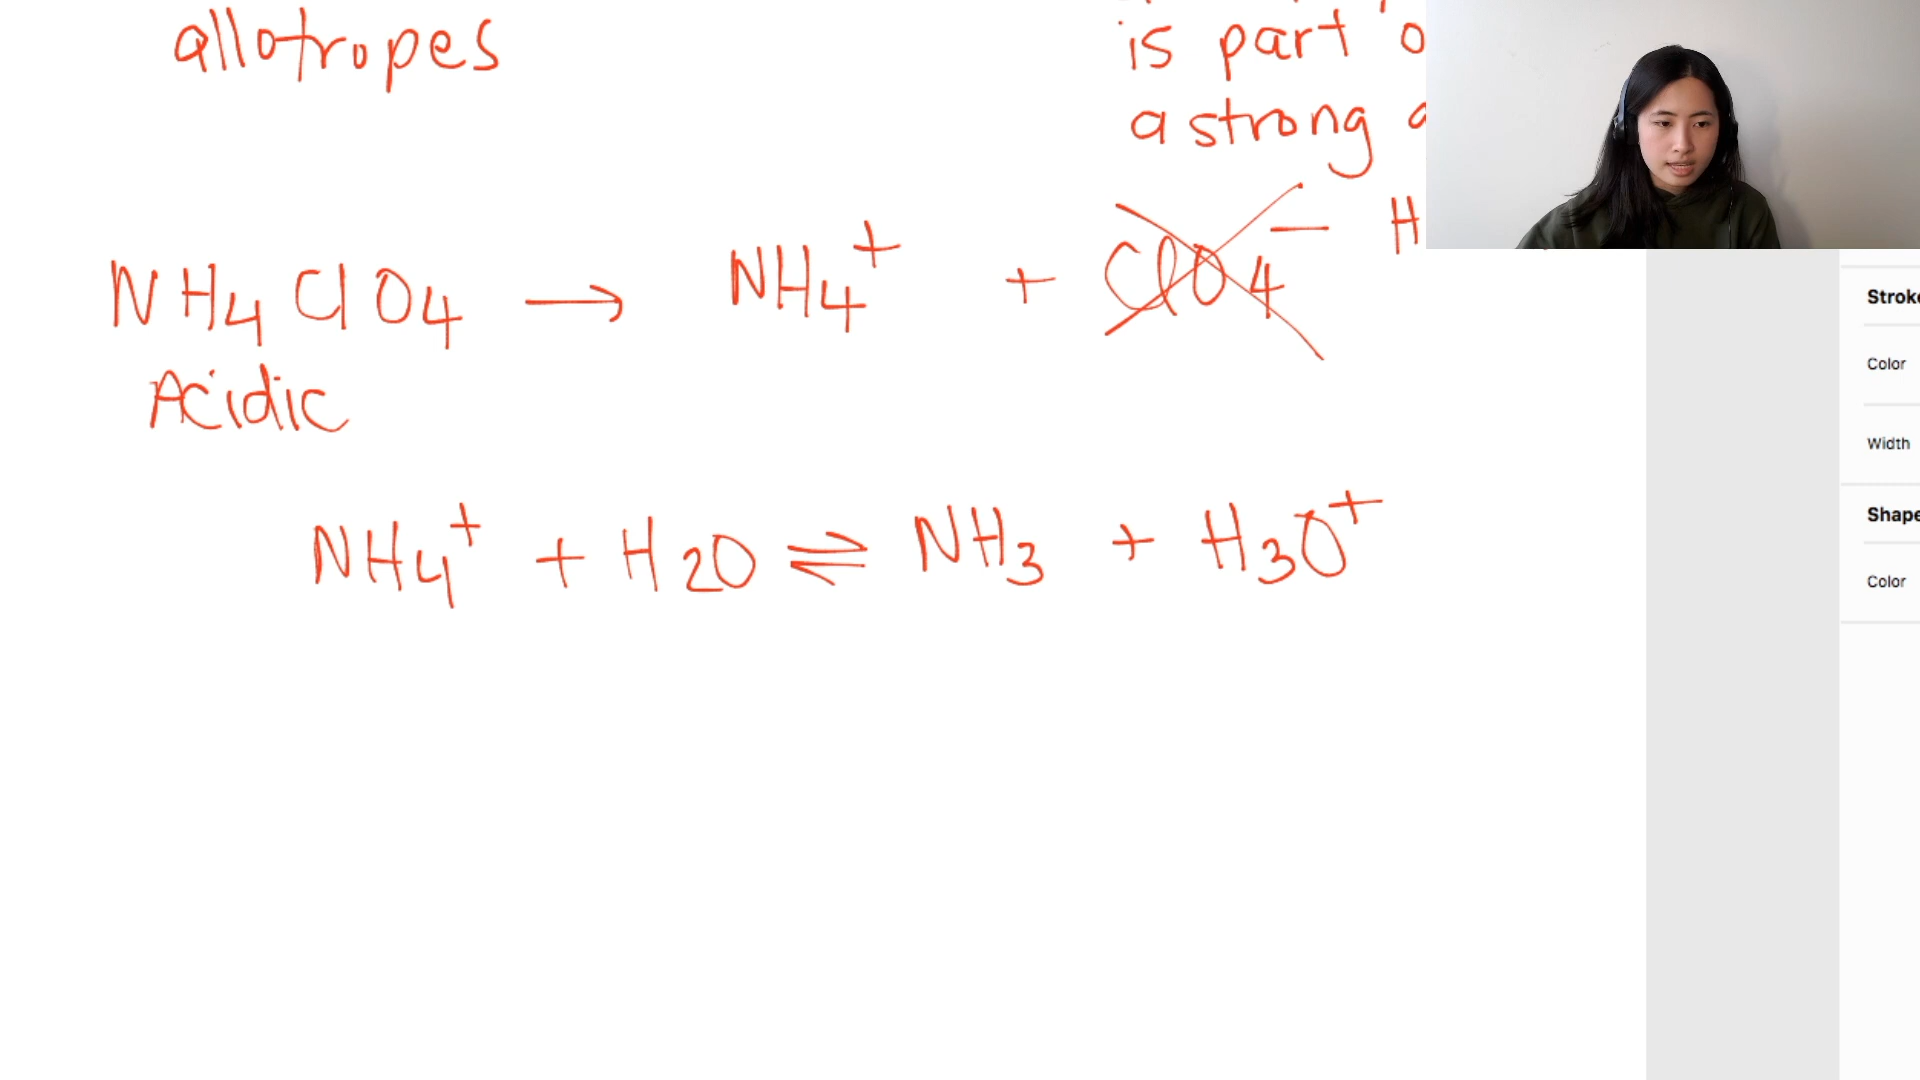 allotropes
is part o
a strong a
NH4ClO4 → NH4+ + ClO4− H
Acidic
NH4+ + H2O ⇌ NH3 + H3O+
Stroke
Color
Width
Shape
Color